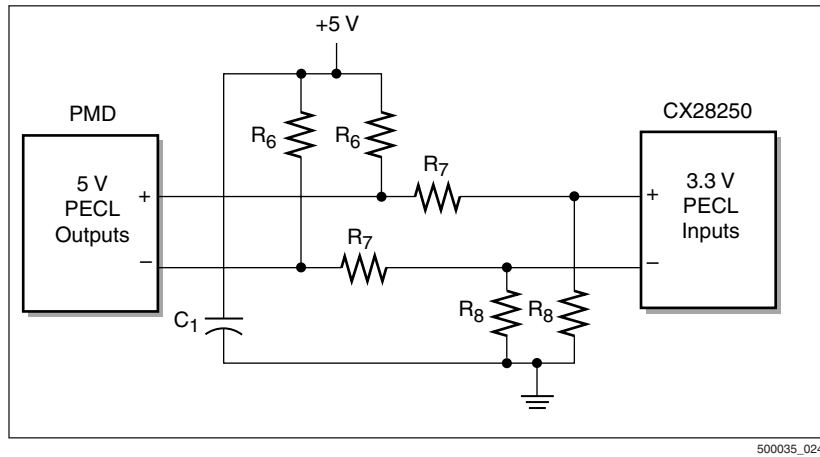 +5 V
PMD
CX28250
R6
R6
R7
5 V
PECL
Outputs
+
−
3.3 V
PECL
Inputs
+
−
R7
C1
R8
R8
500035_024